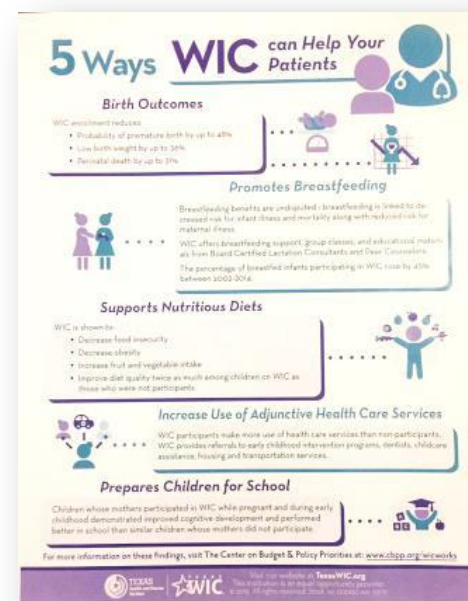 5 Ways WIC can Help Your
Patients
Birth Outcomes
WIC enrollment reduces:
• Probability of premature birth by up to 48%
• Low birth weight by up to
• Perinatal death by up to
Promotes Breastfeeding
Breastfeeding benefits are undisputed - breastfeeding is linked to de-
creased risk for infant illness and mortality along with reduced risk for
maternal illness.
WIC offers breastfeeding support, group classes, and educational materi-
als from Board Certified Lactation Consultants and Peer Counselors.
The percentage of breastfed infants participating in WIC rose by
between 2002-2014.
Supports Nutritious Diets
WIC is shown to:
• Decrease food insecurity
• Decrease obesity
• Increase fruit and vegetable intake
• Improve diet quality twice as much among children on WIC as
those who were not participants
Increase Use of Adjunctive Health Care Services
WIC participants make more use of health care services than non-participants.
WIC provides referrals to early childhood intervention programs, dentists, childcare
assistance, housing and transportation services.
Prepares Children for School
Children whose mothers participated in WIC while pregnant and during early
childhood demonstrated improved cognitive development and performed
better in school than similar children whose mothers did not participate.
For more information on these findings, visit The Center on Budget & Policy Priorities at: www.cbpp.org/wicworks
TEXAS
Health and Human
Services
TEXAS
WIC
Visit our website at TexasWIC.org
This institution is an equal opportunity provider.
All rights reserved.